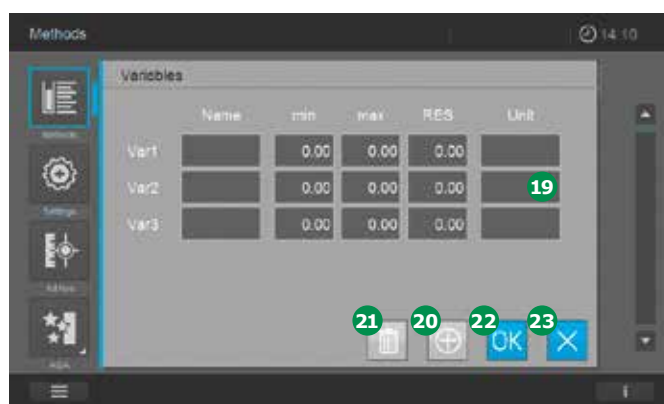 Methods
14:10
Variables
Name min max RES Unit
Var1 0.00 0.00 0.00
Var2 0.00 0.00 0.00 19
Var3 0.00 0.00 0.00
Methods
Settings
21 20 22 23
OK
i